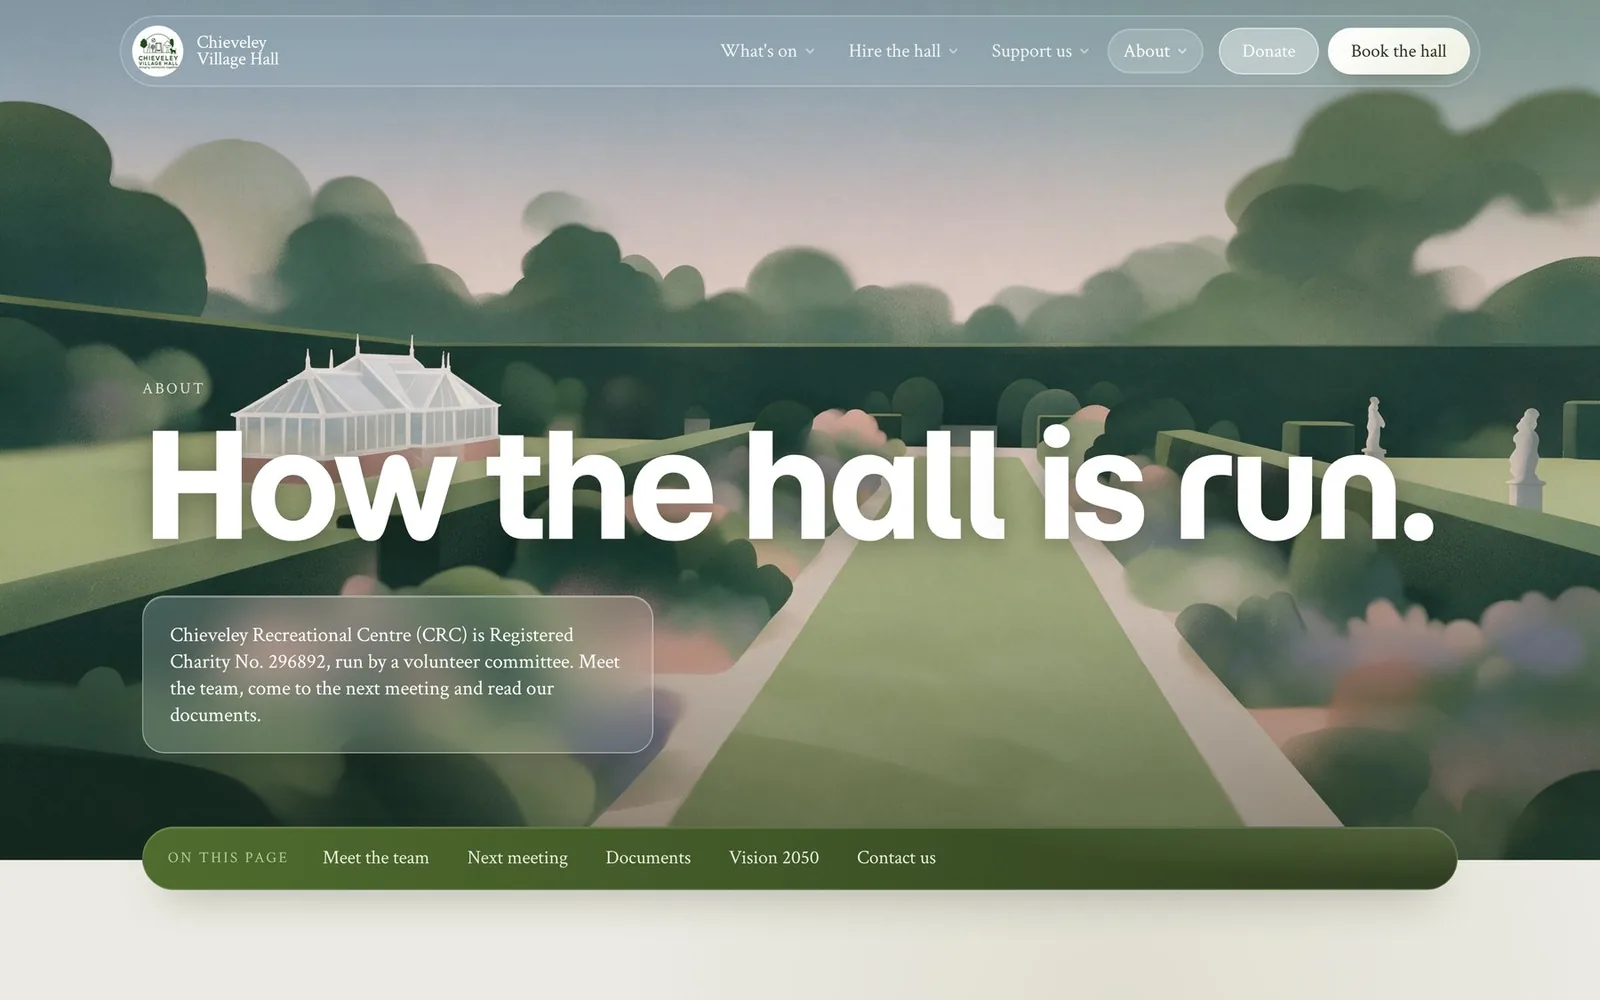 CHIEVELEY
VILLAGE HALL
Chieveley
Village Hall
What's on
Hire the hall
Support us
About
Donate
Book the hall
ABOUT
How the hall is run.
Chieveley Recreational Centre (CRC) is Registered
Charity No. 296892, run by a volunteer committee. Meet
the team, come to the next meeting and read our
documents.
ON THIS PAGE
Meet the team
Next meeting
Documents
Vision 2050
Contact us